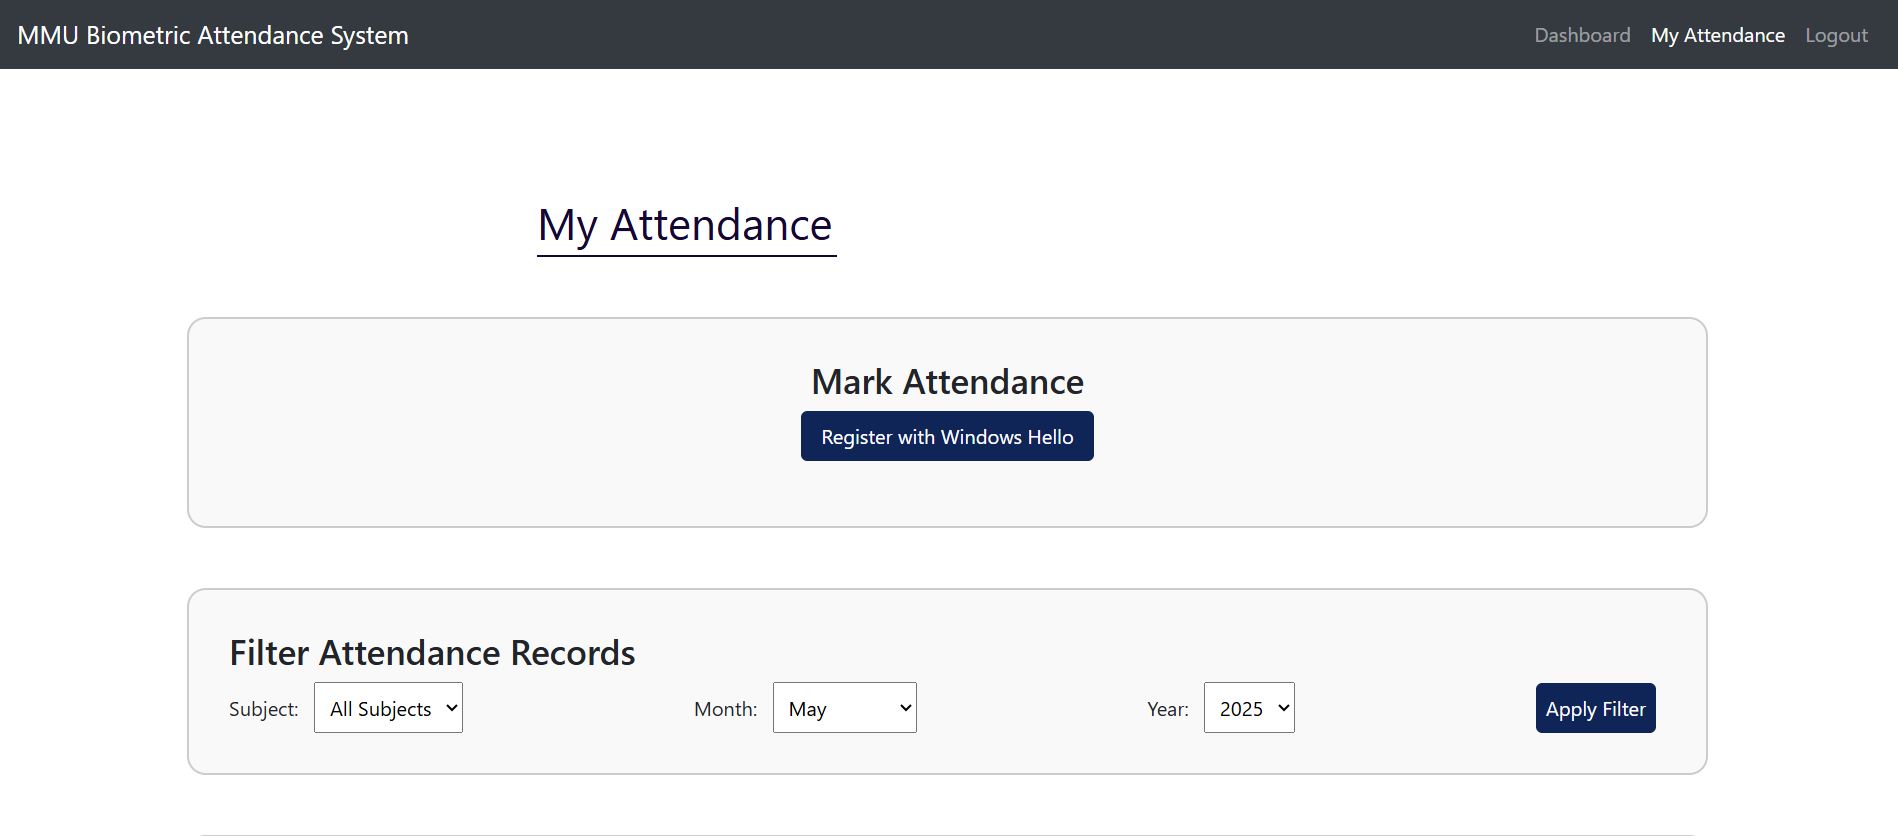 MMU Biometric Attendance System Dashboard My Attendance Logout
My Attendance
Mark Attendance
Register with Windows Hello
Filter Attendance Records
Subject: All Subjects Month: May Year: 2025 Apply Filter